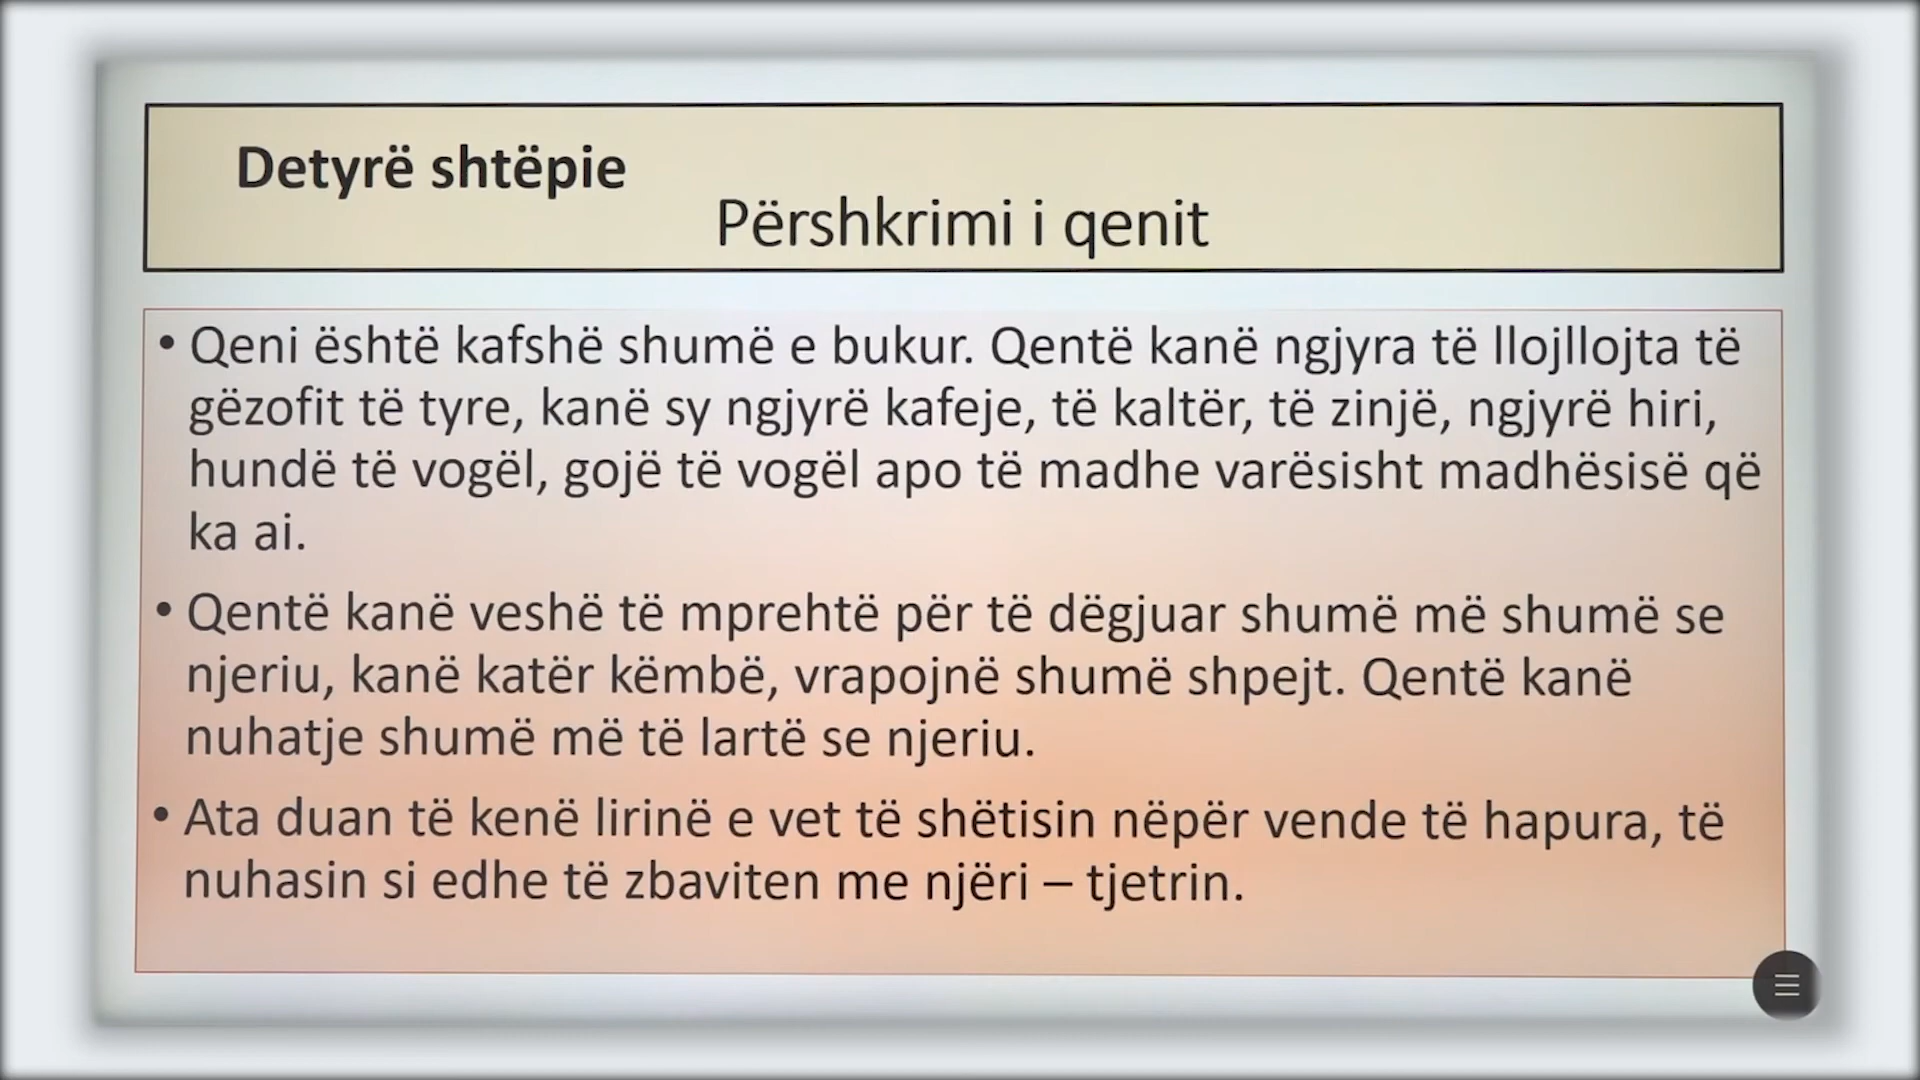 Detyrë shtëpie
Përshkrimi i qenit
• Qeni është kafshë shumë e bukur. Qentë kanë ngjyra të llojllojta të
gëzofit të tyre, kanë sy ngjyrë kafeje, të kaltër, të zinjë, ngjyrë hiri,
hundë të vogël, gojë të vogël apo të madhe varësisht madhësisë që
ka ai.
• Qentë kanë veshë të mprehtë për të dëgjuar shumë më shumë se
njeriu, kanë katër këmbë, vrapojnë shumë shpejt. Qentë kanë
nuhatje shumë më të lartë se njeriu.
• Ata duan të kenë lirinë e vet të shëtisin nëpër vende të hapura, të
nuhasin si edhe të zbaviten me njëri – tjetrin.